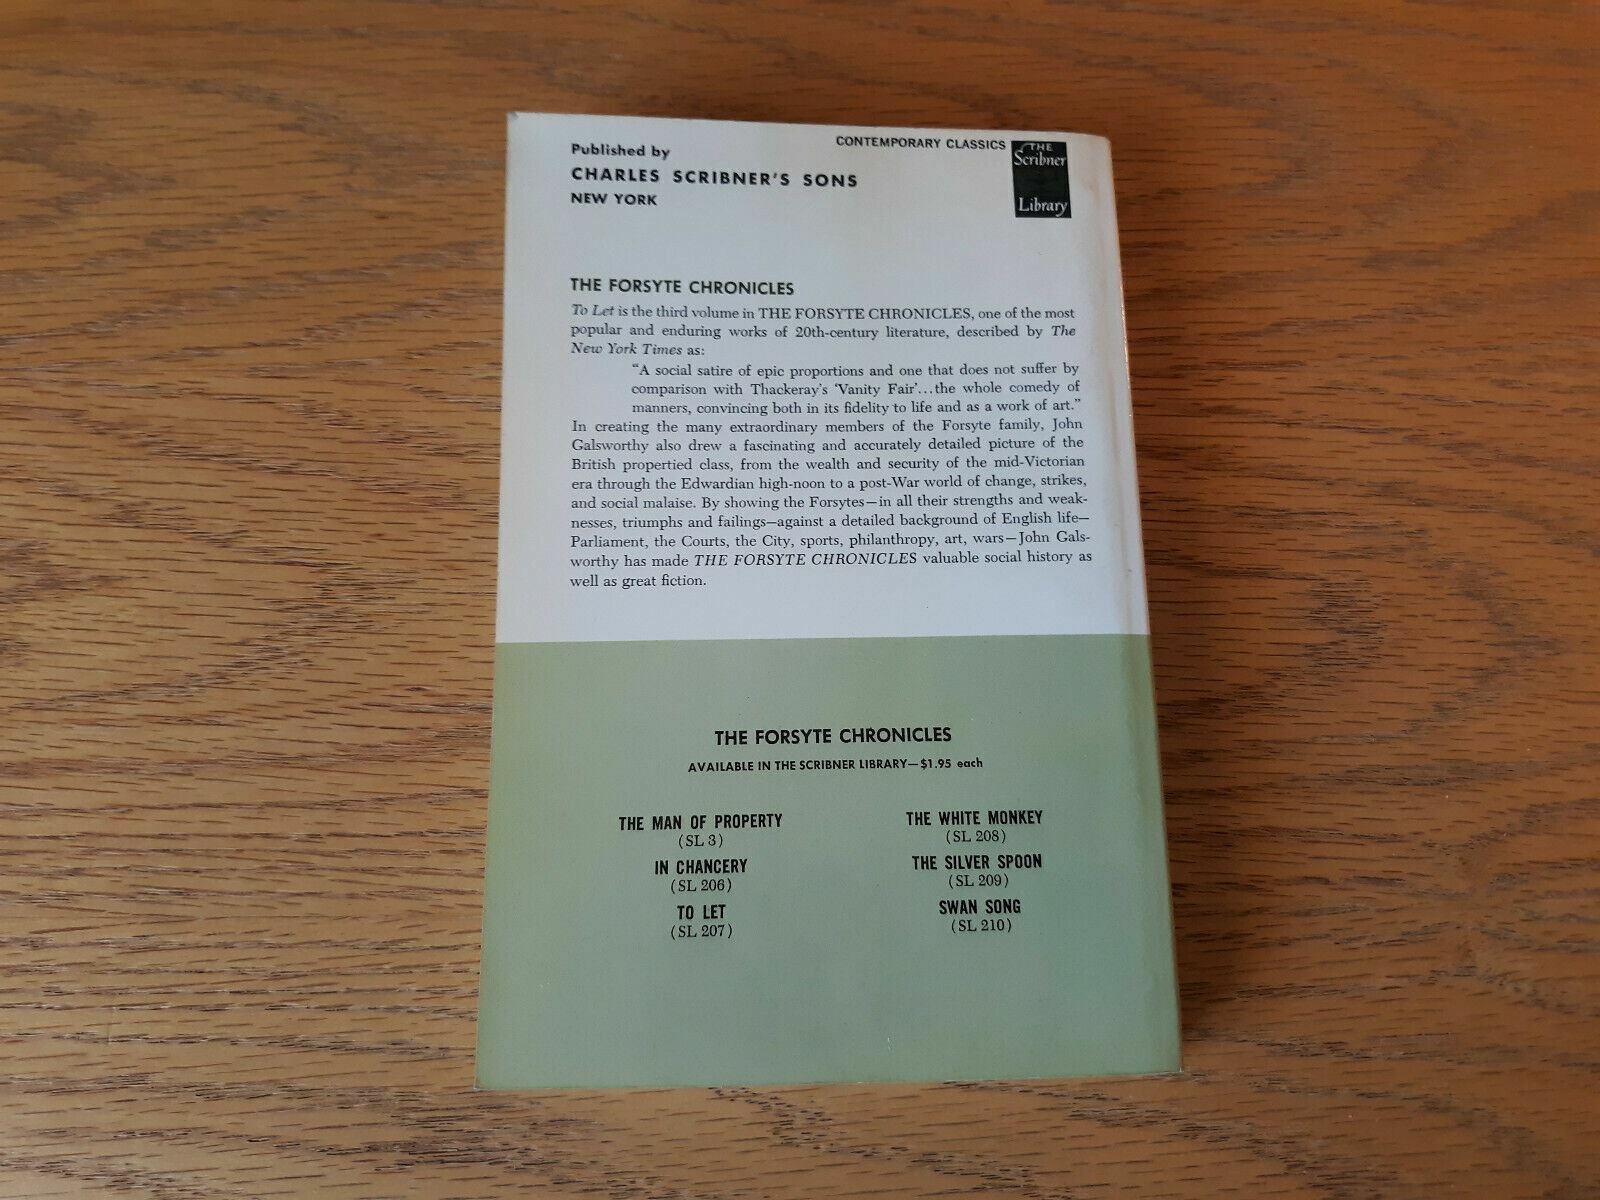 Published by
CHARLES SCRIBNER'S SONS
NEW YORK
CONTEMPORARY CLASSICS
THE
Scribner
Library
THE FORSYTE CHRONICLES
To Let is the third volume in THE FORSYTE CHRONICLES, one of the most
popular and enduring works of 20th-century literature, described by The
New York Times as:
“A social satire of epic proportions and one that does not suffer by
comparison with Thackeray's ‘Vanity Fair’...the whole comedy of
manners, convincing both in its fidelity to life and as a work of art.”
In creating the many extraordinary members of the Forsyte family, John
Galsworthy also drew a fascinating and accurately detailed picture of the
British propertied class, from the wealth and security of the mid-Victorian
era through the Edwardian high-noon to a post-War world of change, strikes,
and social malaise. By showing the Forsytes—in all their strengths and weak-
nesses, triumphs and failings—against a detailed background of English life—
Parliament, the Courts, the City, sports, philanthropy, art, wars—John Gals-
worthy has made THE FORSYTE CHRONICLES valuable social history as
well as great fiction.
THE FORSYTE CHRONICLES
AVAILABLE IN THE SCRIBNER LIBRARY—$1.95 each
THE MAN OF PROPERTY
(SL 3)
IN CHANCERY
(SL 206)
TO LET
(SL 207)
THE WHITE MONKEY
(SL 208)
THE SILVER SPOON
(SL 209)
SWAN SONG
(SL 210)